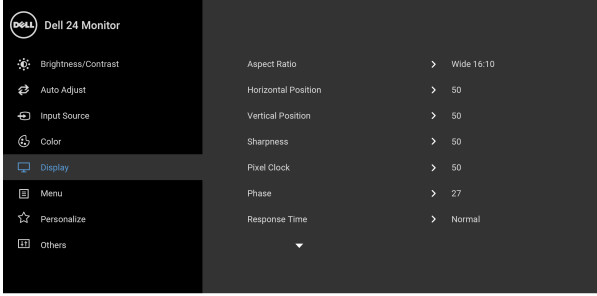 DELL Dell 24 Monitor
Brightness/Contrast Aspect Ratio Wide 16:10
Auto Adjust Horizontal Position 50
Input Source Vertical Position 50
Color Sharpness 50
Display Pixel Clock 50
Menu Phase 27
Personalize Response Time Normal
Others